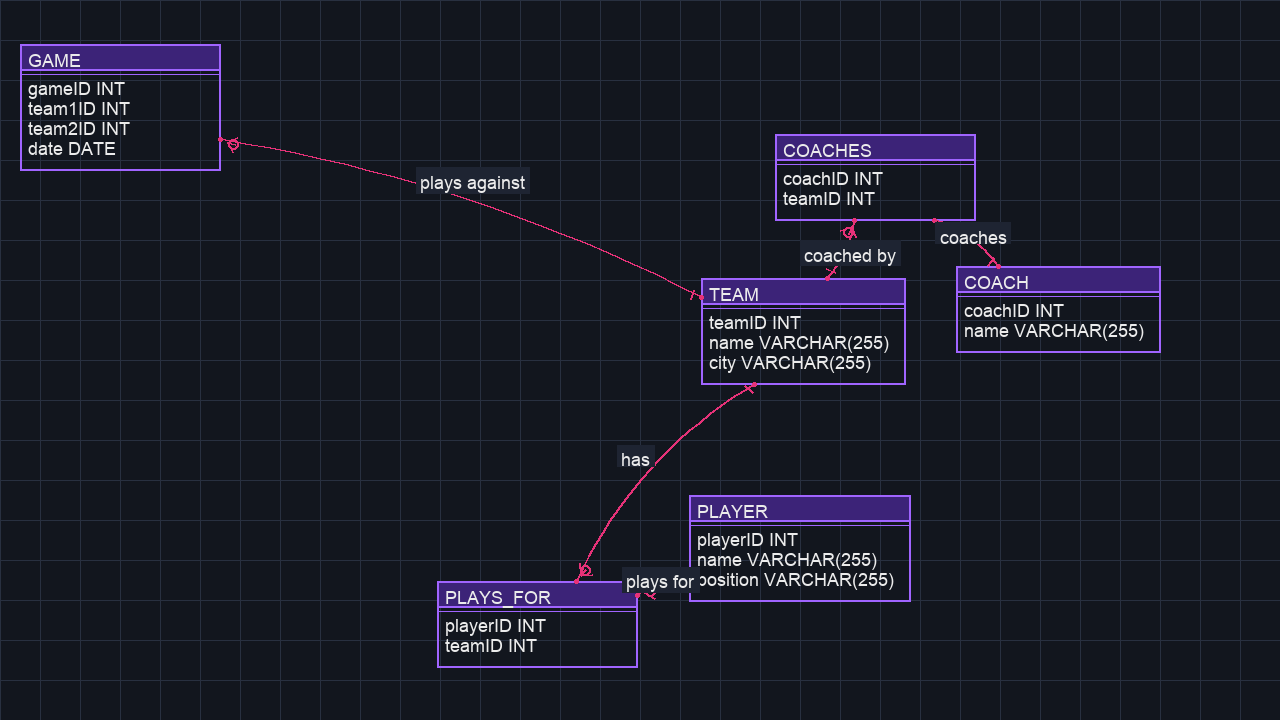 GAME
gameID INT
team1ID INT
team2ID INT
date DATE
plays against
COACHES
coachID INT
teamID INT
coached by
coaches
COACH
coachID INT
name VARCHAR(255)
TEAM
teamID INT
name VARCHAR(255)
city VARCHAR(255)
has
PLAYER
playerID INT
name VARCHAR(255)
position VARCHAR(255)
plays for
PLAYS_FOR
playerID INT
teamID INT